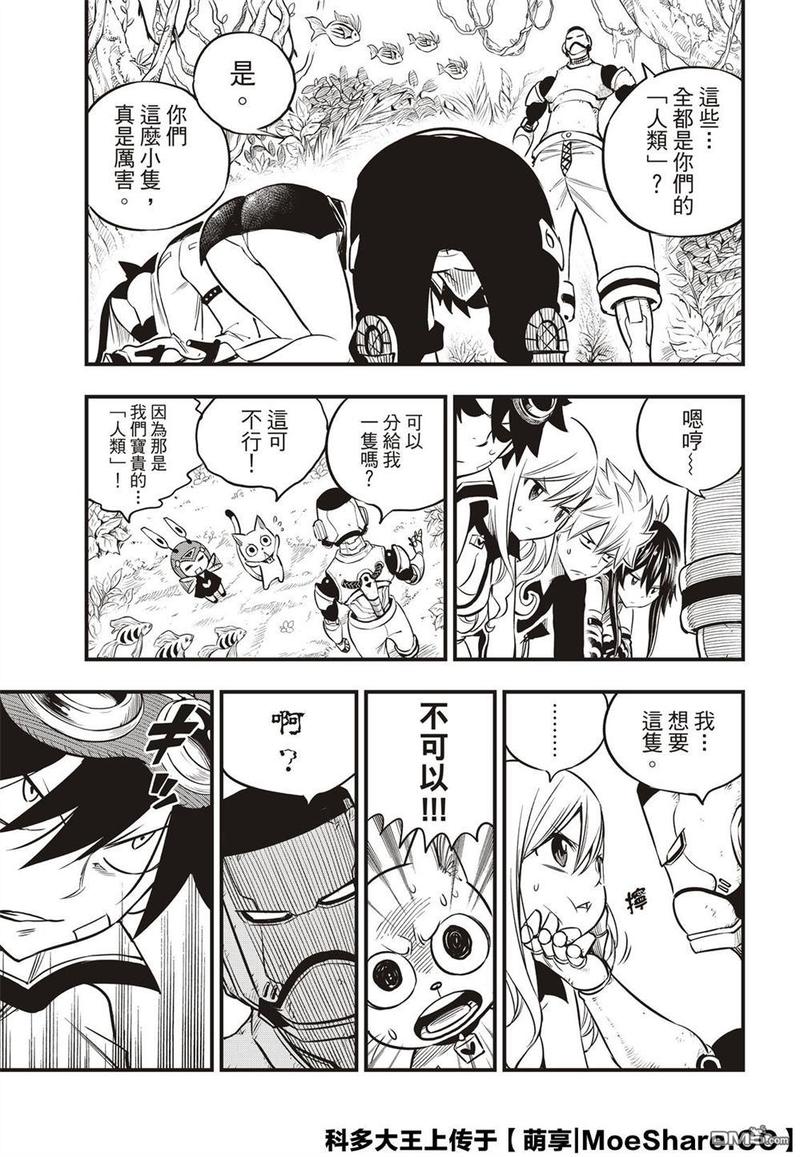 這些…
全都是你們的
「人類」？
是。
你們
這麼小隻，
真是厲害。
嗯哼～
可以
分給我
一隻嗎？
這可
不行！
因為那是
我們寶貴的…
「人類」！
我…
想要
這隻。
擰
………
不可以!!!
啊？
科多大王上传于【萌享|MoeShare.CC】